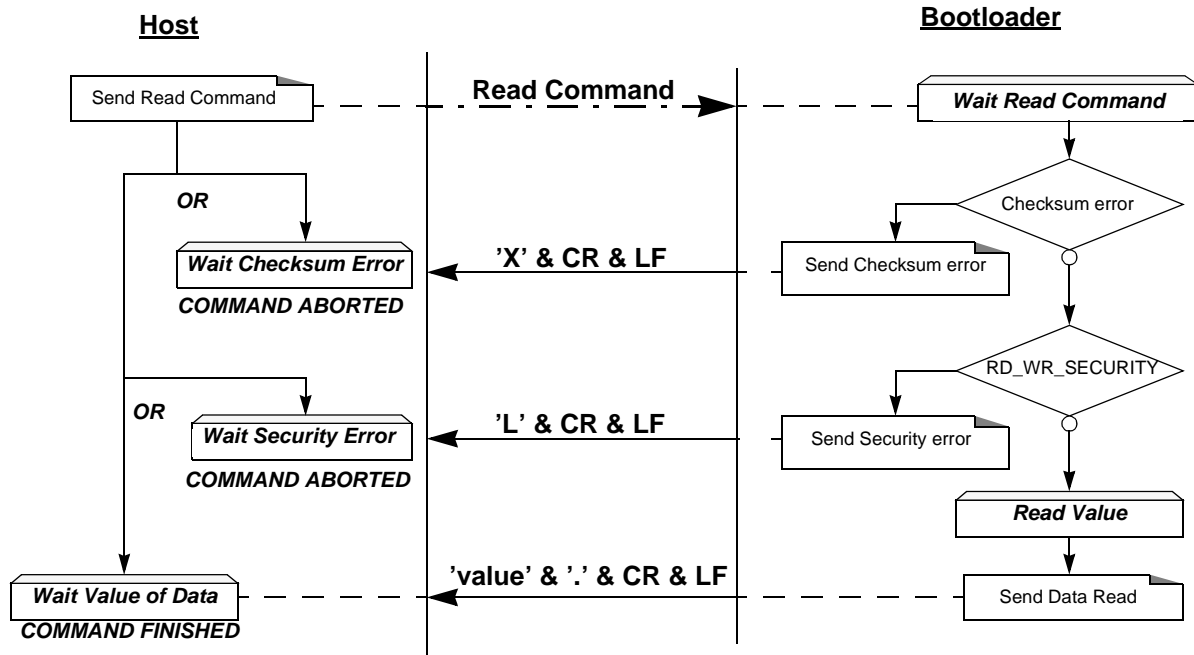 Host
Bootloader
Send Read Command
Read Command
Wait Read Command
OR
Checksum error
Wait Checksum Error
’X’ & CR & LF
Send Checksum error
COMMAND ABORTED
RD_WR_SECURITY
OR
Wait Security Error
’L’ & CR & LF
Send Security error
COMMAND ABORTED
Read Value
Wait Value of Data
'value' & '.' & CR & LF
Send Data Read
COMMAND FINISHED